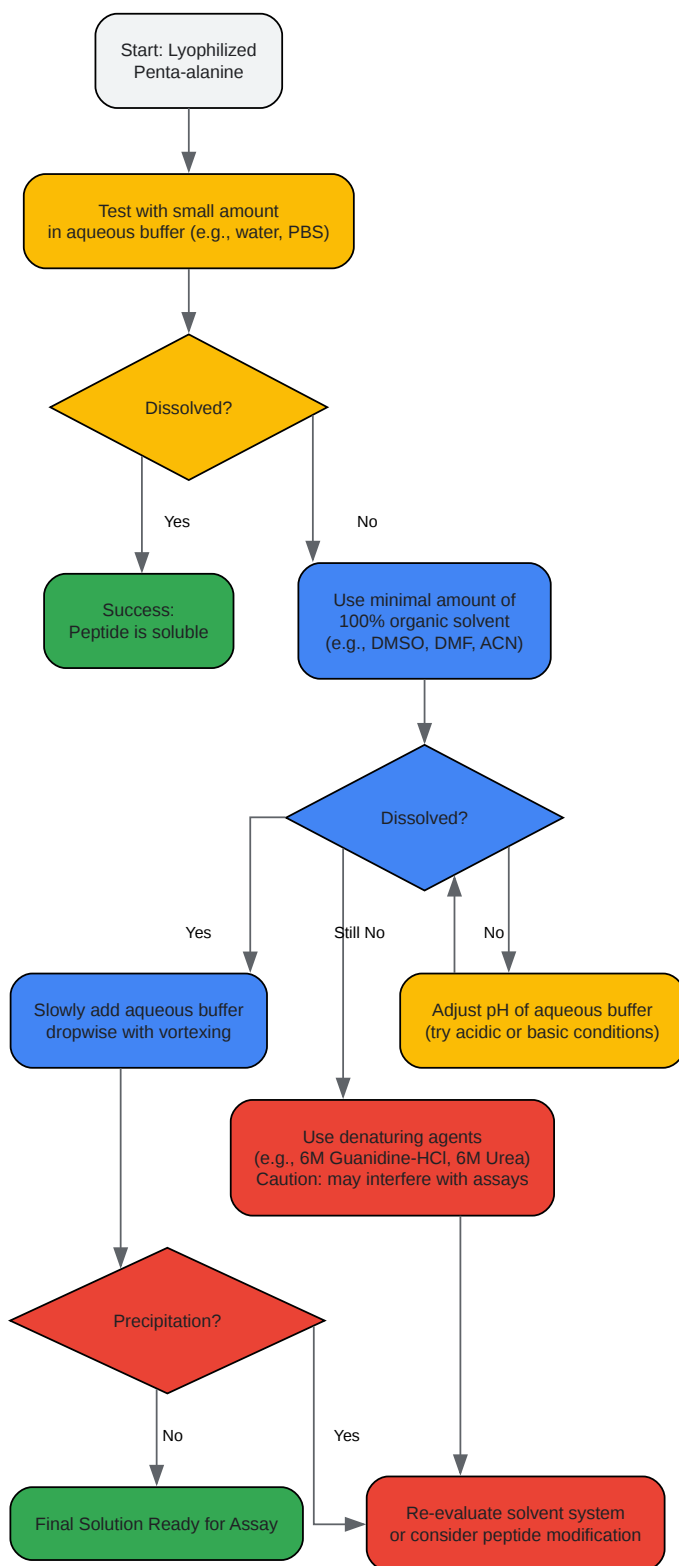 Start: Lyophilized
Penta-alanine
Test with small amount
in aqueous buffer (e.g., water, PBS)
Dissolved?
Yes
No
Success:
Peptide is soluble
Use minimal amount of
100% organic solvent
(e.g., DMSO, DMF, ACN)
Dissolved?
Yes
Still No
No
Slowly add aqueous buffer
dropwise with vortexing
Adjust pH of aqueous buffer
(try acidic or basic conditions)
Use denaturing agents
(e.g., 6M Guanidine-HCl, 6M Urea)
Caution: may interfere with assays
Precipitation?
No
Yes
Final Solution Ready for Assay
Re-evaluate solvent system
or consider peptide modification